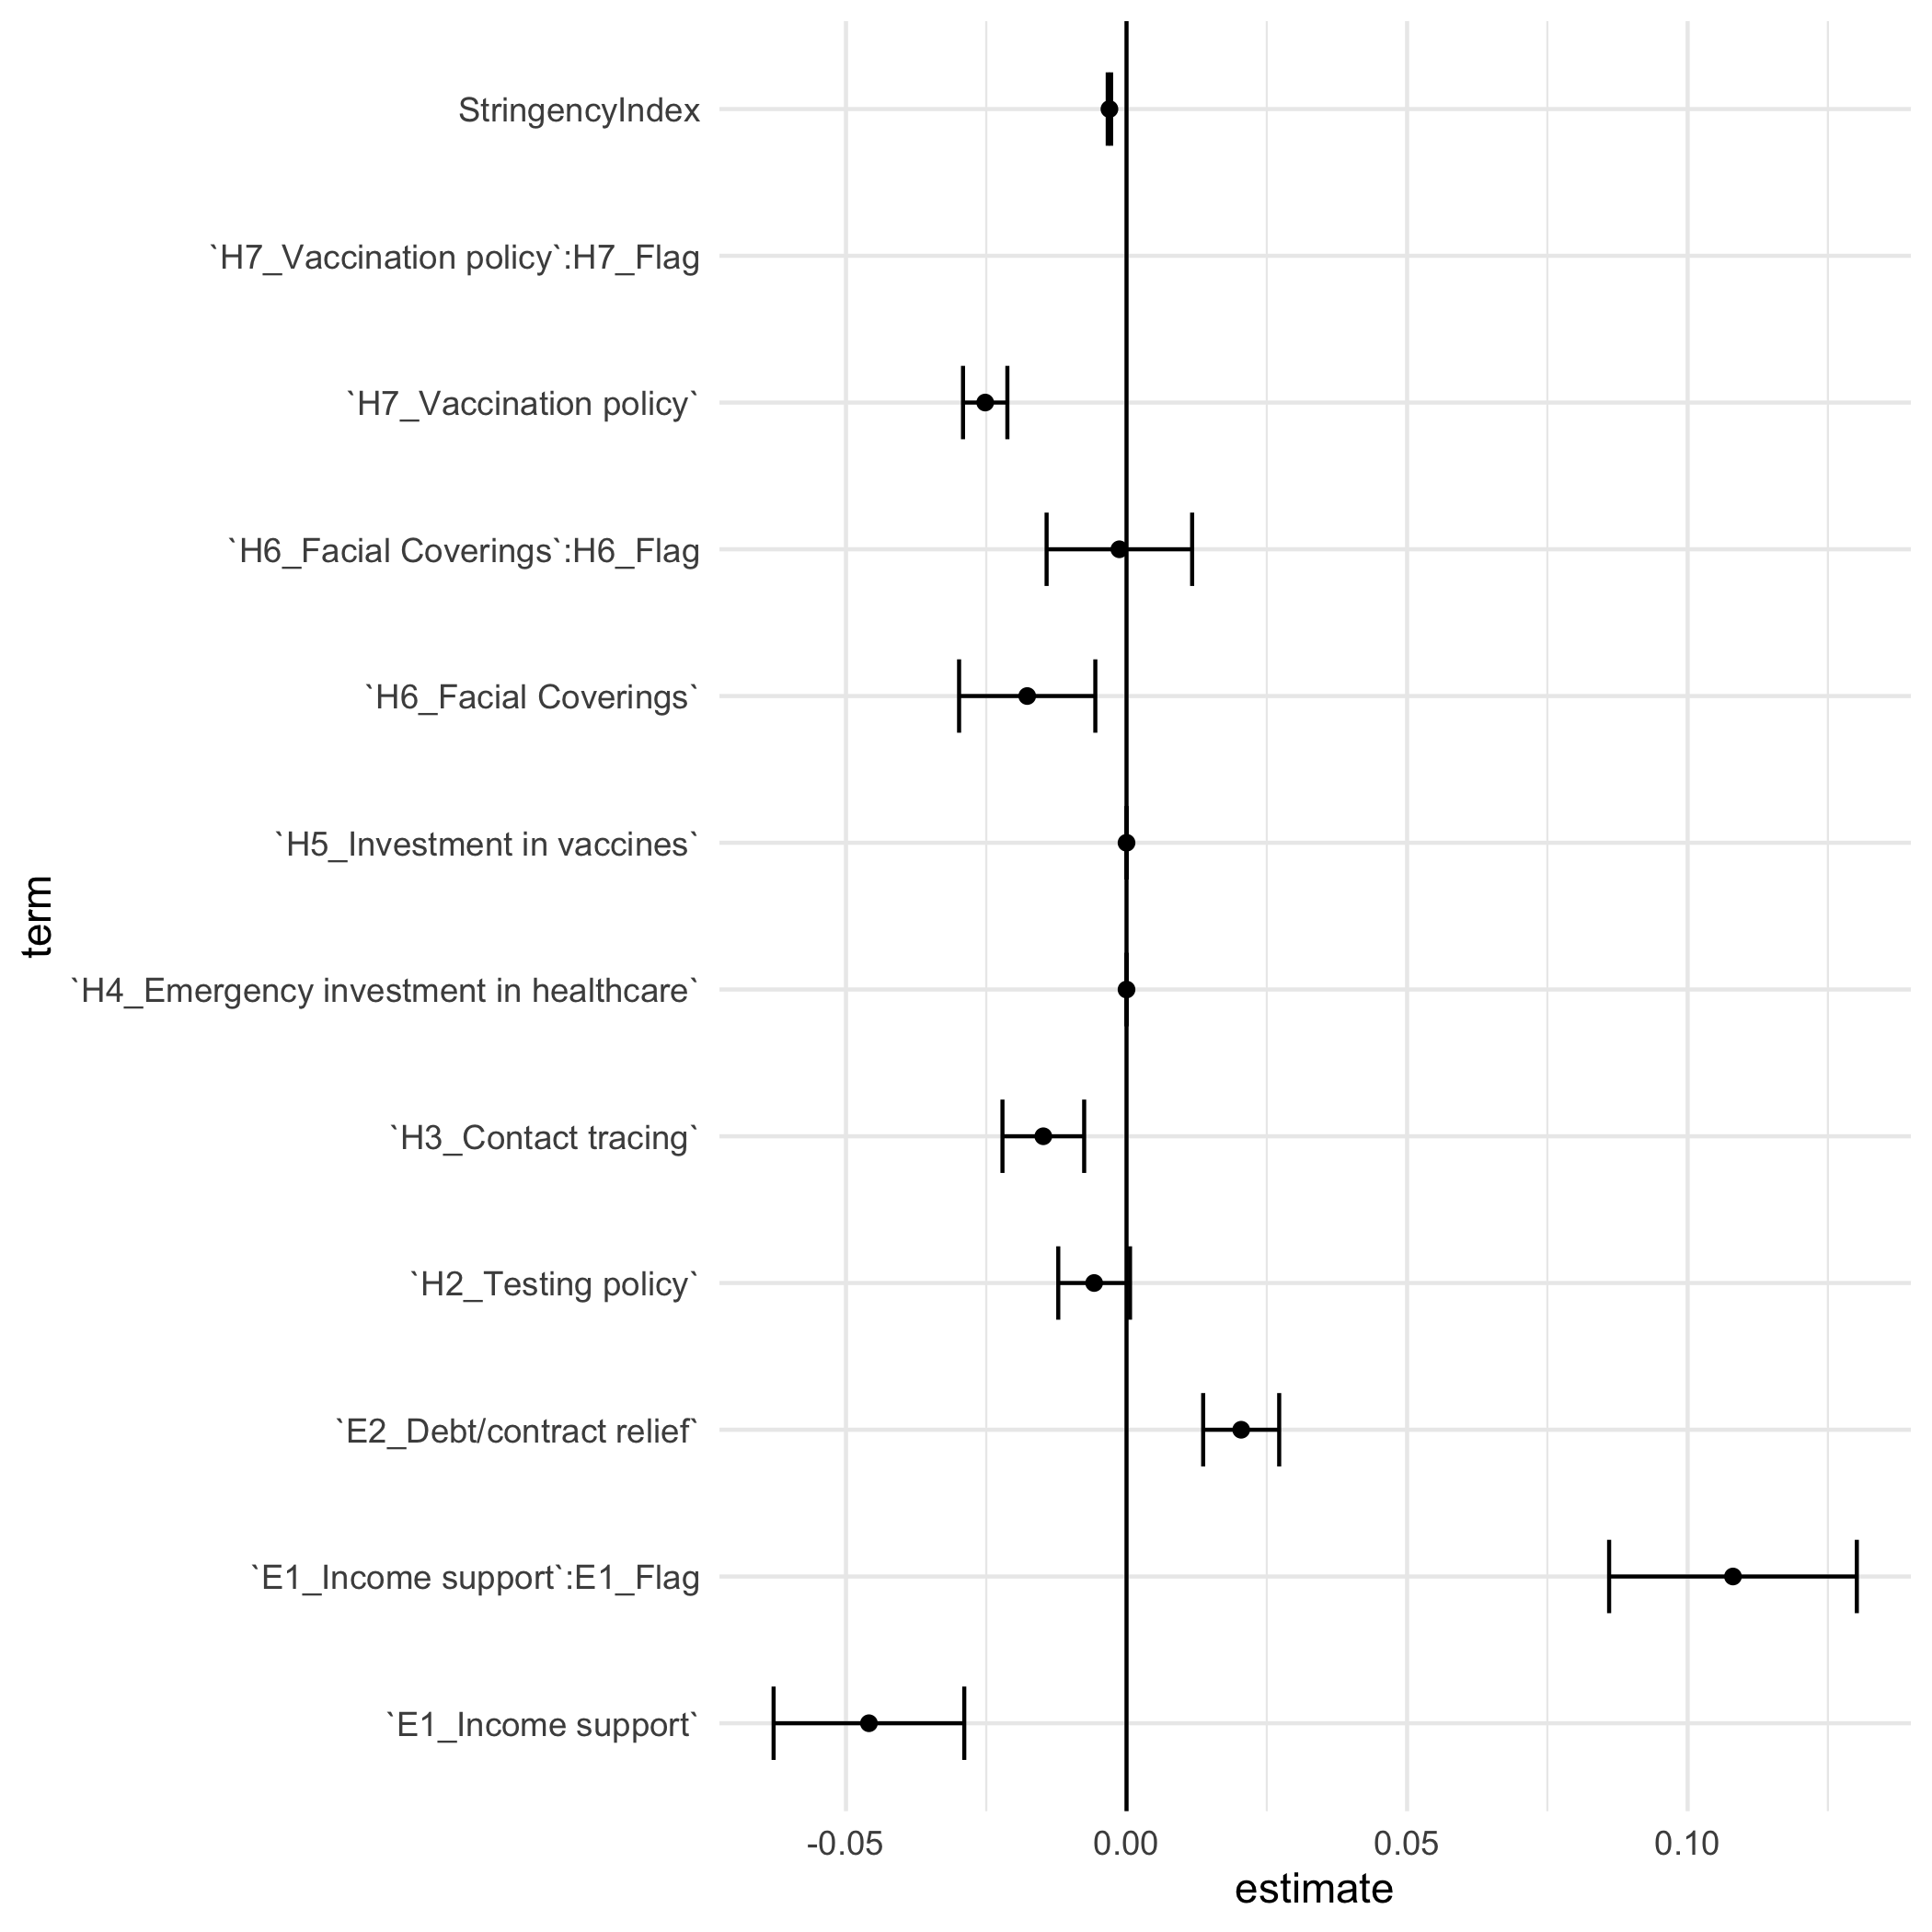 StringencyIndex
`H7_Vaccination policy`:H7_Flag
`H7_Vaccination policy`
`H6_Facial Coverings`:H6_Flag
`H6_Facial Coverings`
`H5_Investment in vaccines`
`H4_Emergency investment in healthcare`
`H3_Contact tracing`
`H2_Testing policy`
`E2_Debt/contract relief`
`E1_Income support`:E1_Flag
`E1_Income support`
term
-0.05 0.00 0.05 0.10
estimate